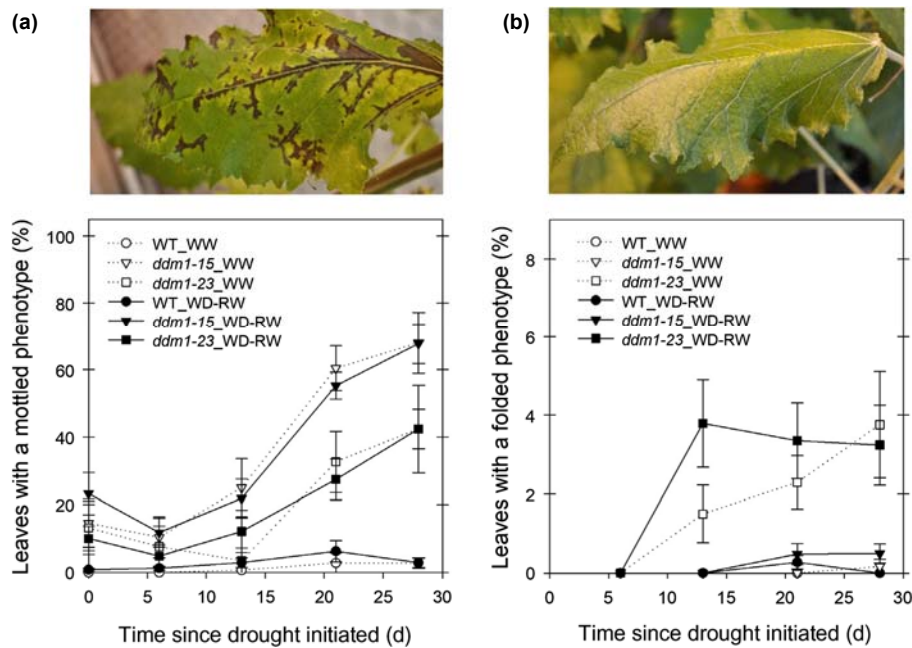 (a)
Leaves with a mottled phenotype (%)
100
80
60
40
20
0
WT_WW
ddm1-15_WW
ddm1-23_WW
WT_WD-RW
ddm1-15_WD-RW
ddm1-23_WD-RW
0 5 10 15 20 25 30
Time since drought initiated (d)
(b)
Leaves with a folded phenotype (%)
8
6
4
2
0
WT_WW
ddm1-15_WW
ddm1-23_WW
WT_WD-RW
ddm1-15_WD-RW
ddm1-23_WD-RW
0 5 10 15 20 25 30
Time since drought initiated (d)